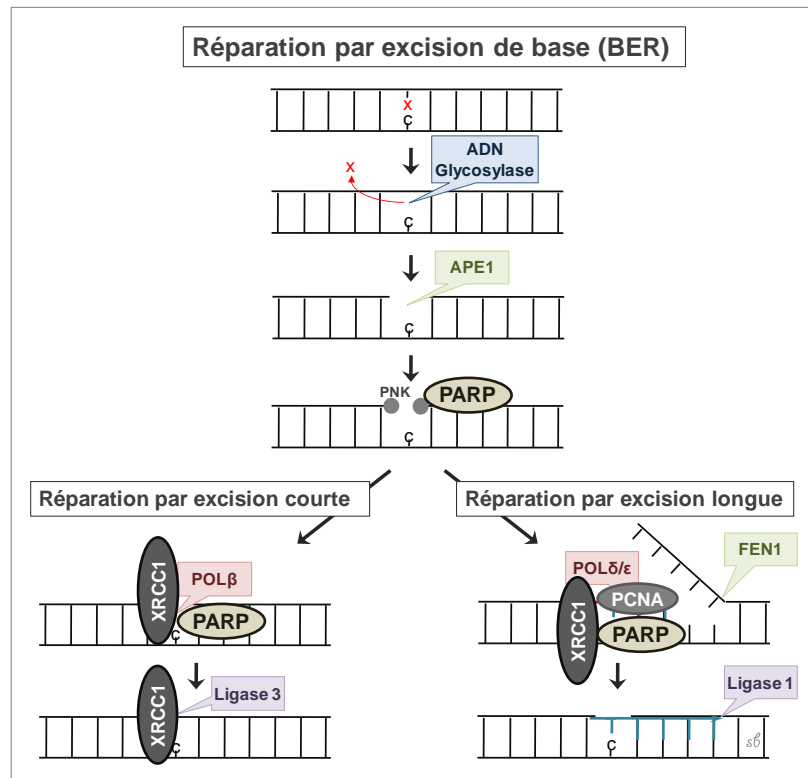 Réparation par excision de base (BER)
X
C
X
ADN
Glycosylase
C
APE1
C
PNK
PARP
C
Réparation par excision courte
Réparation par excision longue
XRCC1
POLβ
PARP
C
XRCC1
Ligase 3
C
FEN1
POLδ/ε
PCNA
XRCC1
PARP
Ligase 1
C
sb